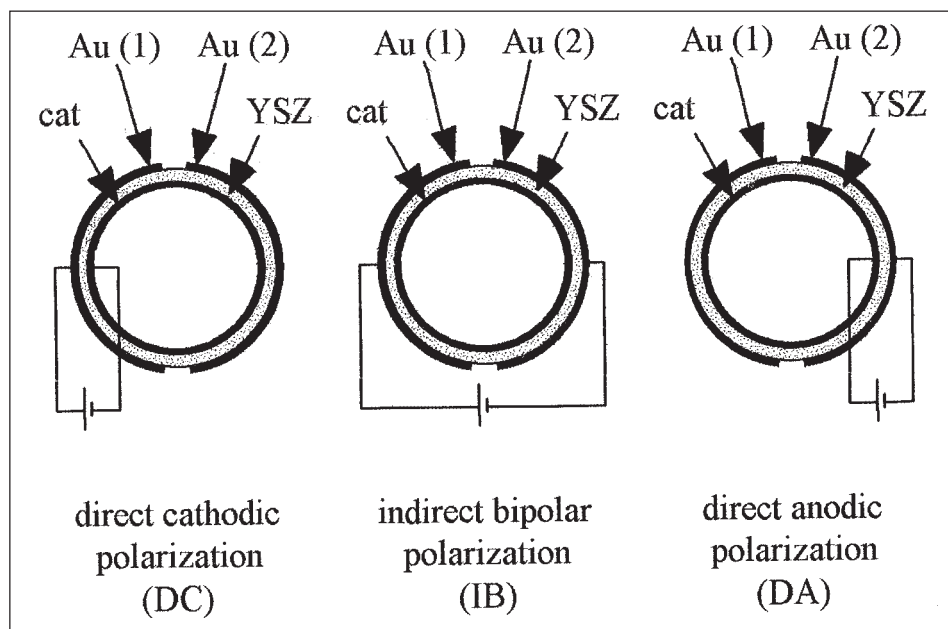 Au (1) Au (2)
cat YSZ
Au (1) Au (2)
cat YSZ
Au (1) Au (2)
cat YSZ
direct cathodic
polarization
(DC)
indirect bipolar
polarization
(IB)
direct anodic
polarization
(DA)